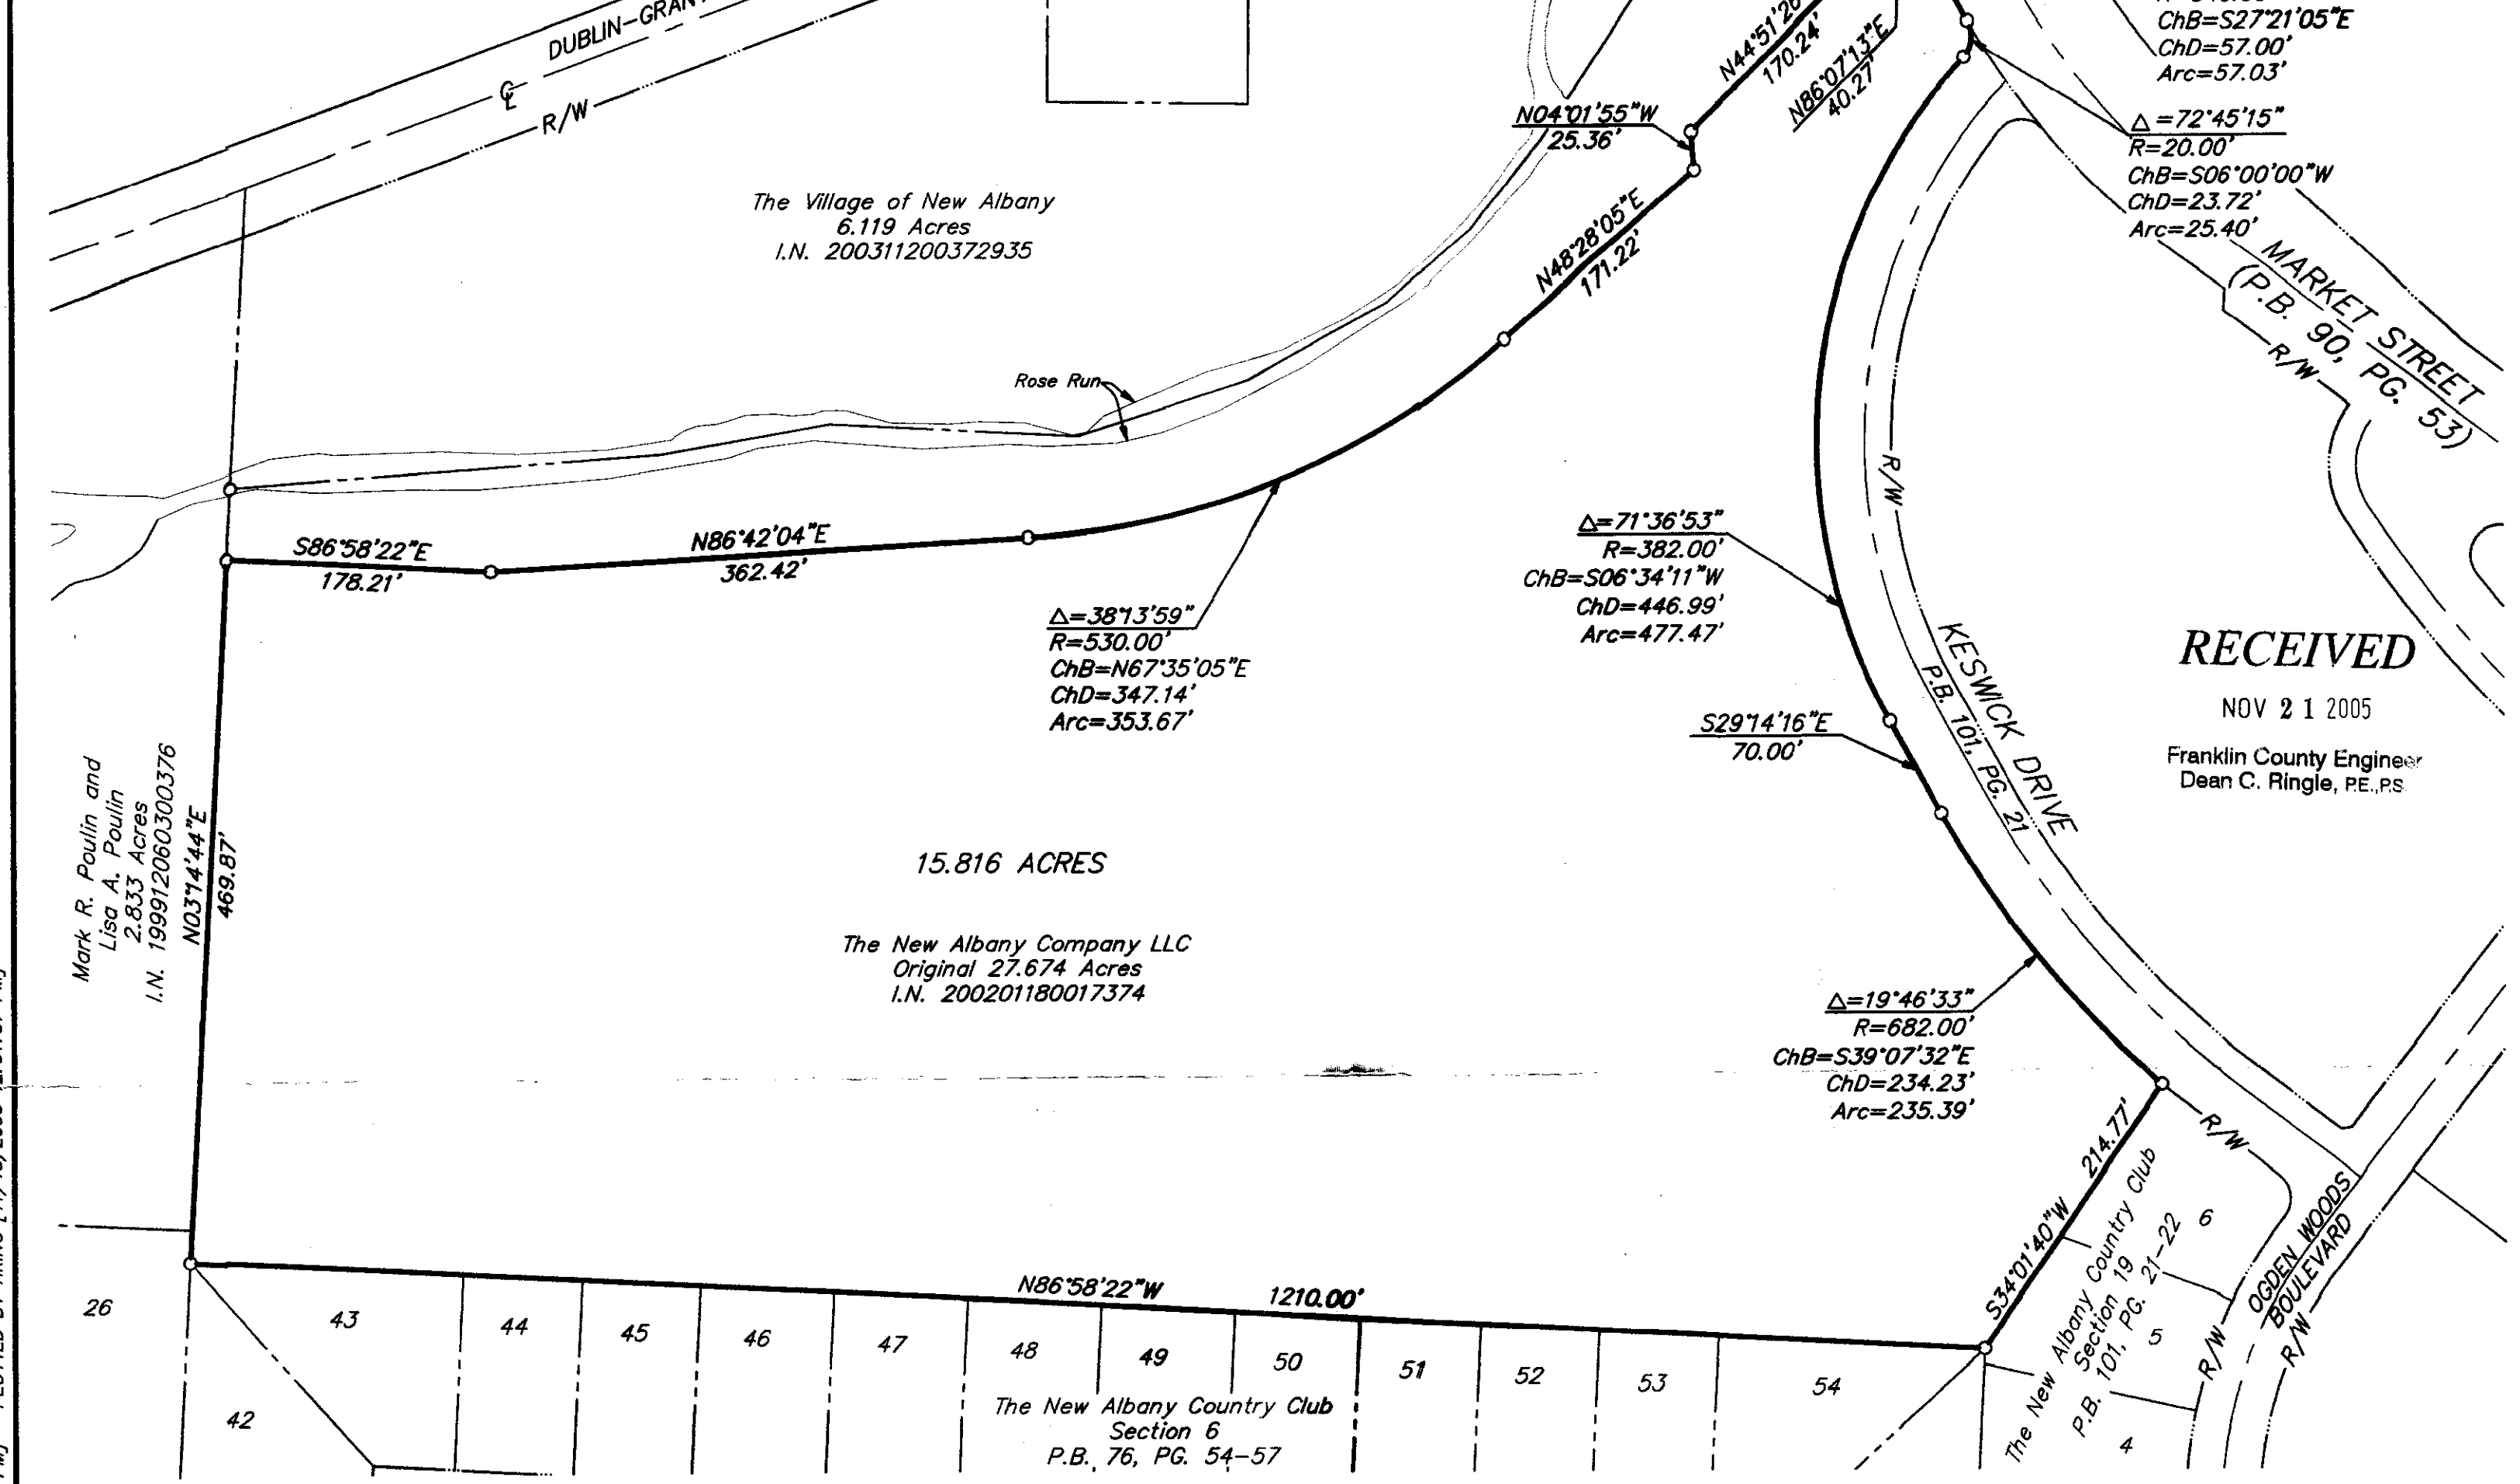 DUBLIN-GRAN
R/W
The Village of New Albany
6.119 Acres
I.N. 200311200372935
N44°51'2
170.24'
N86°07'13"E
40.27'
N04°01'55"W
25.36'
ChB=S27°21'05"E
ChD=57.00'
Arc=57.03'
Δ=72°45'15"
R=20.00'
ChB=S06°00'00"W
ChD=23.72'
Arc=25.40'
MARKET STREET
(P.B. 90, PG. 53)
R/W
N48°28'05"E
171.22'
Rose Run
R/W
S86°58'22"E
178.21'
N86°42'04"E
362.42'
Δ=38°13'59"
R=530.00'
ChB=N67°35'05"E
ChD=347.14'
Arc=353.67'
Δ=71°36'53"
R=382.00'
ChB=S06°34'11"W
ChD=446.99'
Arc=477.47'
S29°14'16"E
70.00'
KESWICK DRIVE
P.B. 101, PG. 21
RECEIVED
NOV 21 2005
Franklin County Engineer
Dean C. Ringle, P.E., P.S.
Mark R. Poulin and
Lisa A. Poulin
2.833 Acres
I.N. 199912060300376
N03°14'44"E
469.87'
15.816 ACRES
The New Albany Company LLC
Original 27.674 Acres
I.N. 200201180017374
Δ=19°46'33"
R=682.00'
ChB=S39°07'32"E
ChD=234.23'
Arc=235.39'
R/W
S34°01'40"W 214.77'
The New Albany Country Club
Section 19
P.B. 101, PG. 21-22
6
5
4
OGDEN WOODS
BOULEVARD
R/W
R/W
N86°58'22"W 1210.00'
26
43
44
45
46
47
48
49
50
51
52
53
54
42
The New Albany Country Club
Section 6
P.B. 76, PG. 54-57